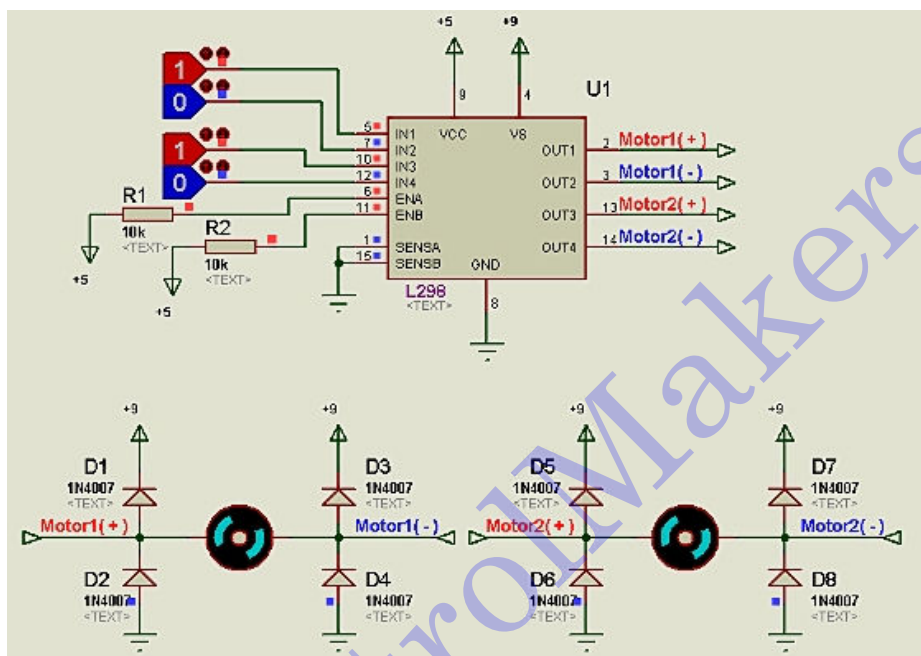 +5
+9
1
0
1
0
9
4
U1
5
7
10
12
6
11
1
15
IN1
IN2
IN3
IN4
ENA
ENB
SENSA
SENSB
VCC
VS
GND
OUT1
OUT2
OUT3
OUT4
2
3
13
14
Motor1(+)
Motor1(-)
Motor2(+)
Motor2(-)
R1
10k
<TEXT>
R2
10k
<TEXT>
+5
+5
L298
<TEXT>
8
+9
+9
+9
+9
D1
1N4007
<TEXT>
D3
1N4007
<TEXT>
D5
1N4007
<TEXT>
D7
1N4007
<TEXT>
Motor1(+)
Motor1(-)
Motor2(+)
Motor2(-)
D2
1N4007
<TEXT>
D4
1N4007
<TEXT>
D6
1N4007
<TEXT>
D8
1N4007
<TEXT>
trolMakers